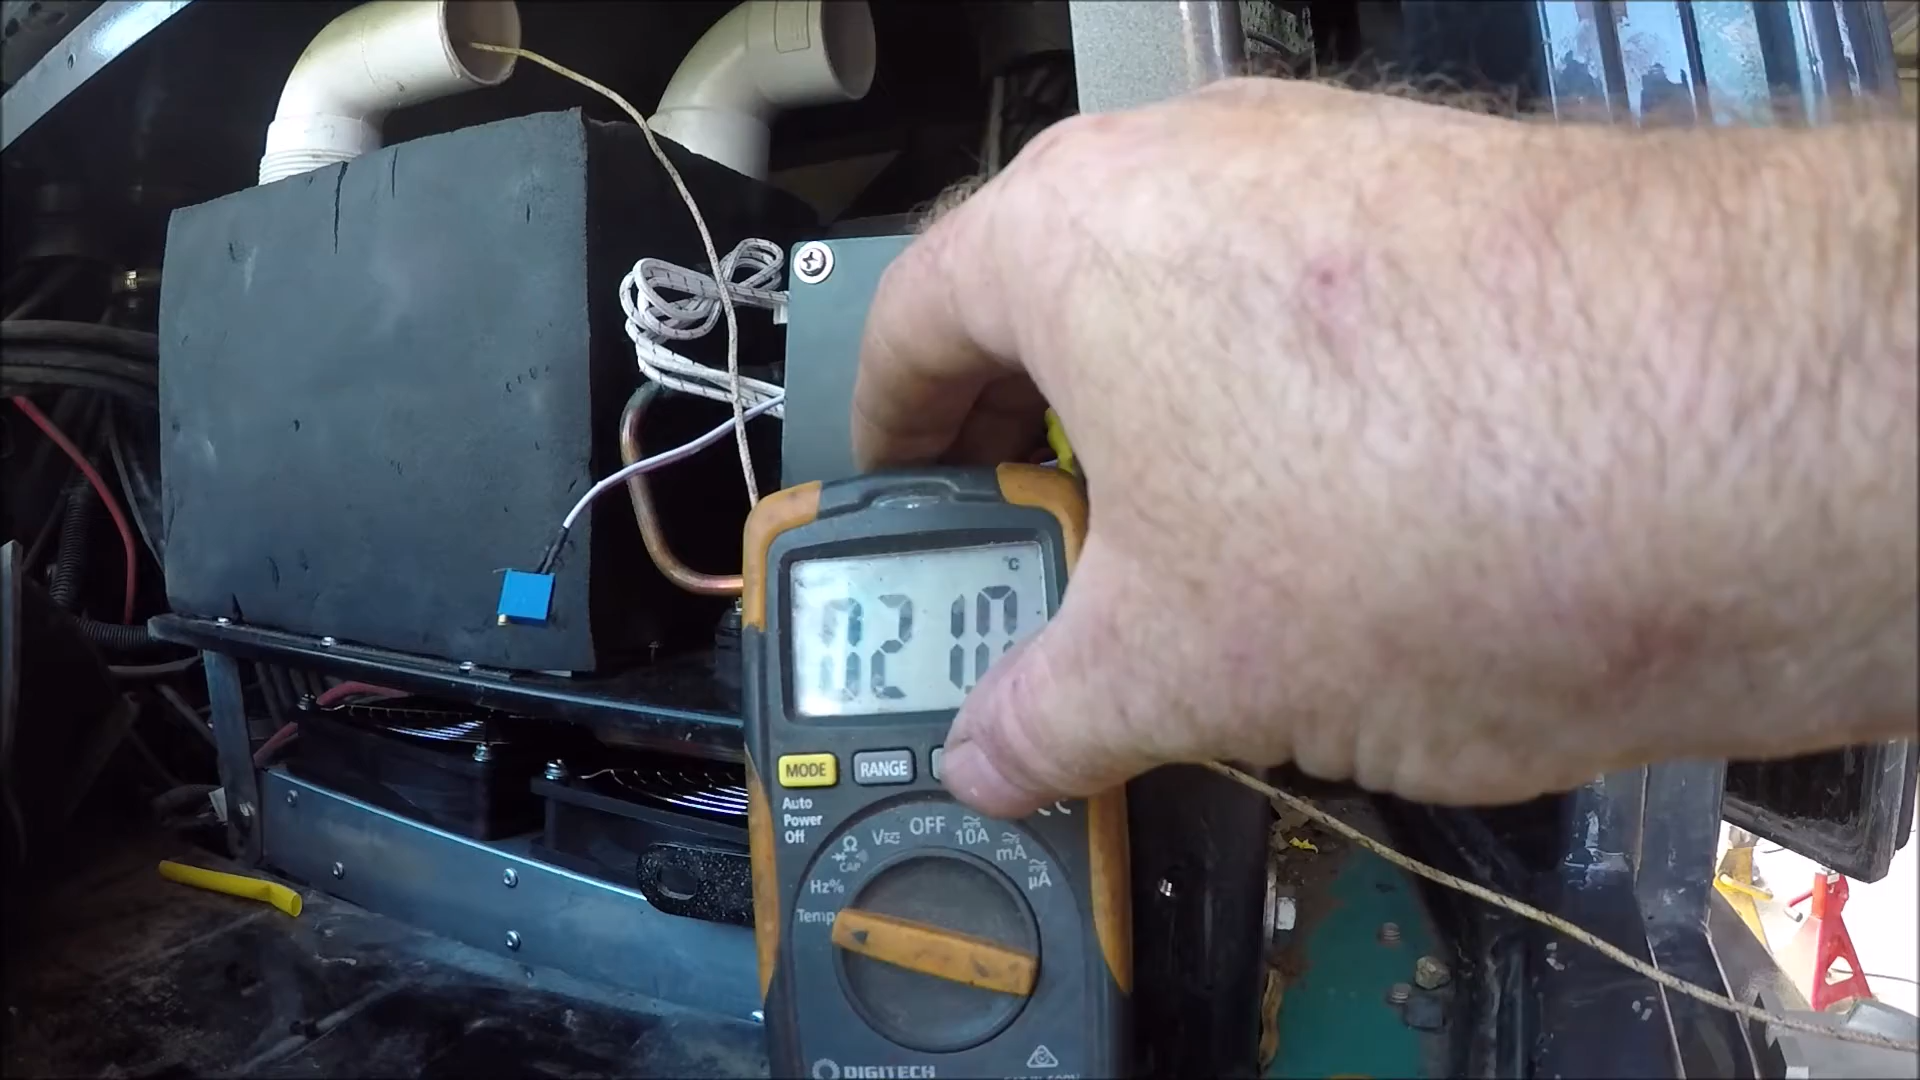 °C
021.0
MODE
RANGE
Auto
Power
Off
OFF
V
10A
Ω
CAP
mA
μA
Hz%
Temp
DIGITECH